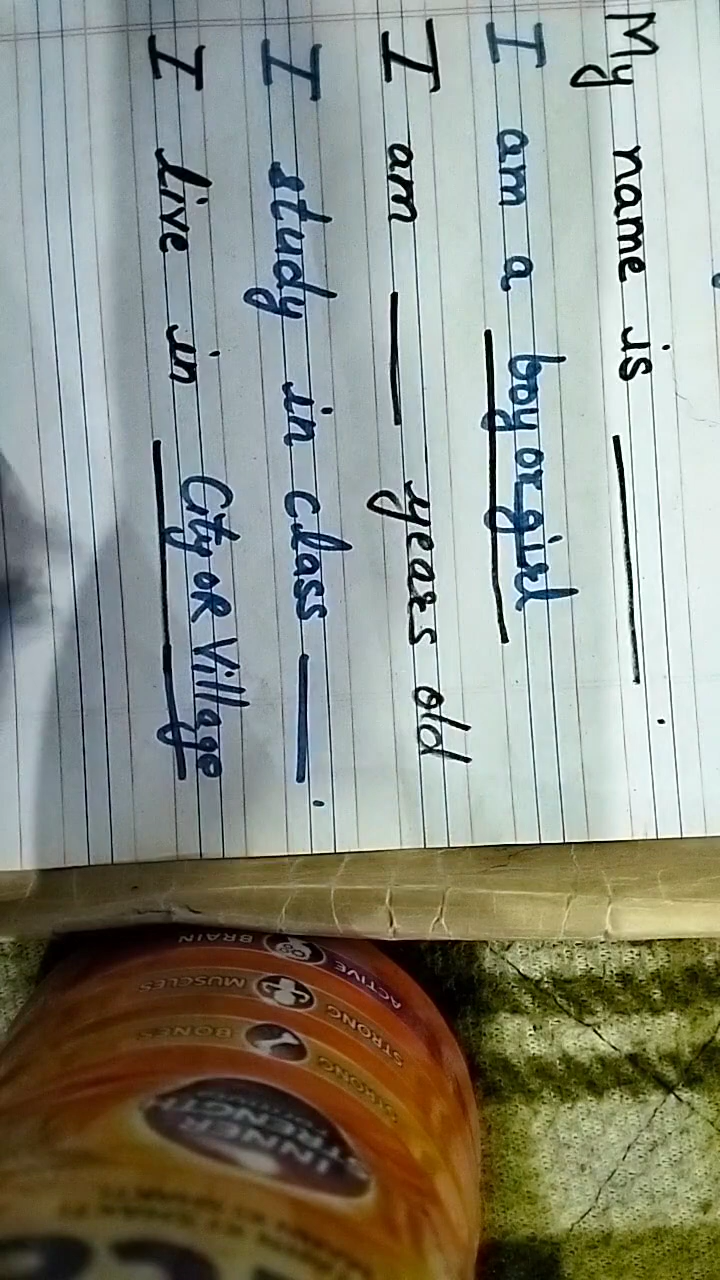 My name is ______.
I am a boy or girl
I am ___ years old
I study in class ___.
I live in City or Village
ACTIVE BRAIN
STRONG MUSCLES
STRONG BONES
INNER STRENGTH